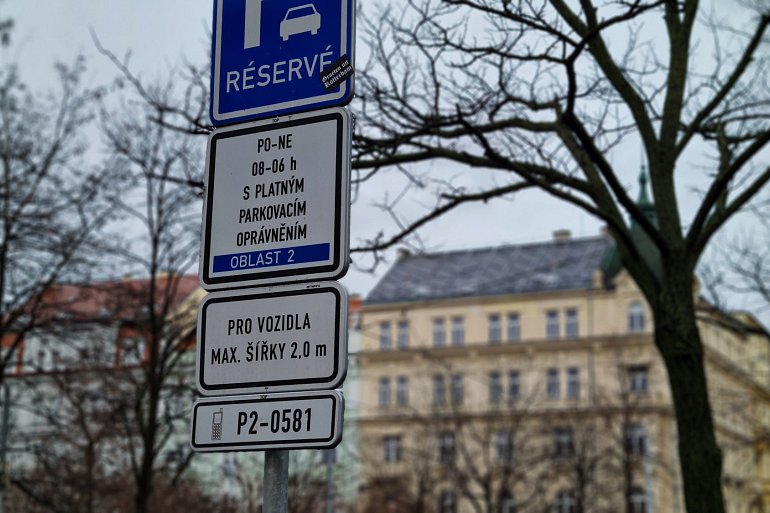 RÉSERVÉ
PO-NE
08-06 h
S PLATNÝM
PARKOVACÍM
OPRÁVNĚNÍM
OBLAST 2
PRO VOZIDLA
MAX. ŠÍŘKY 2,0 m
P2-0581